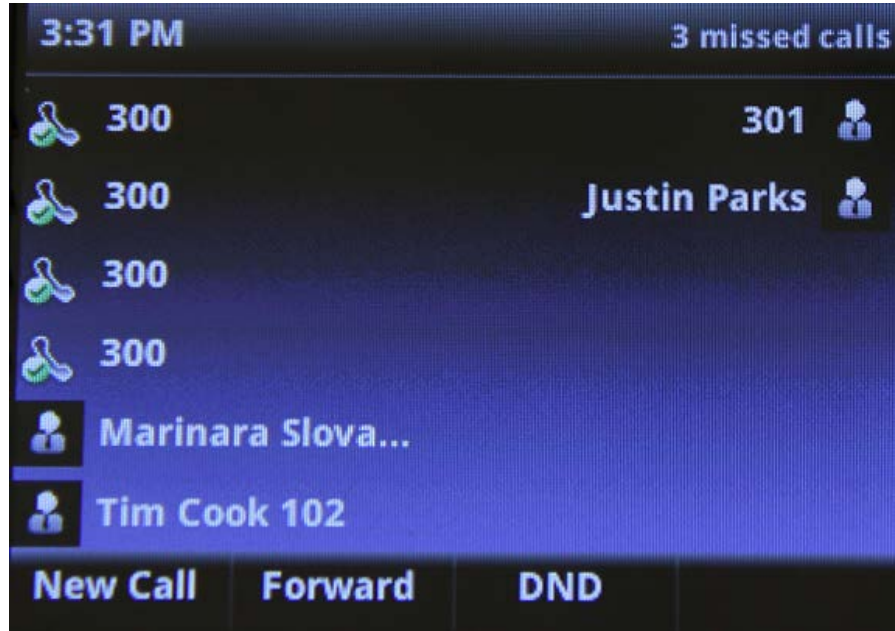 3:31 PM 3 missed calls
300 301
300 Justin Parks
300
300
Marinara Slova...
Tim Cook 102
New Call Forward DND